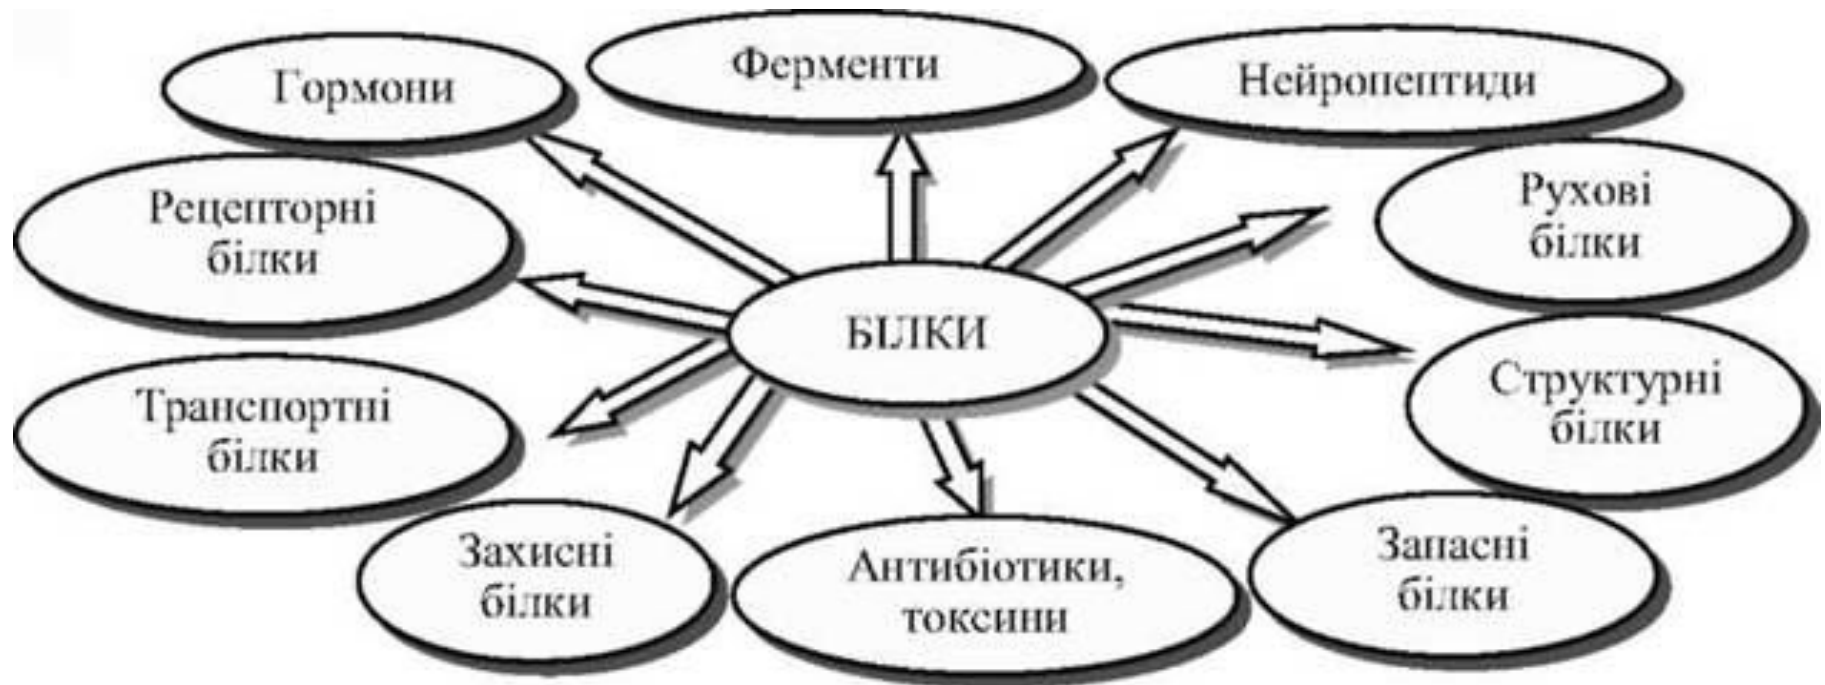 Гормони
Ферменти
Нейропептиди
Рецепторні
білки
Рухові
білки
БІЛКИ
Транспортні
білки
Структурні
білки
Захисні
білки
Антибіотики,
токсини
Запасні
білки